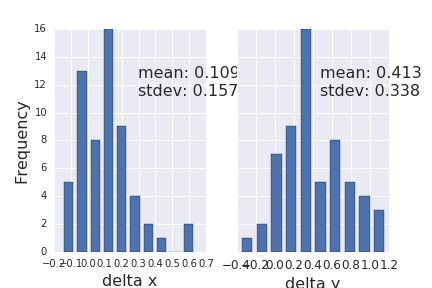 16
14
12
10
8
6
4
2
0
Frequency
mean: 0.109
stdev: 0.157
-0.2 -0.1 0.0 0.1 0.2 0.3 0.4 0.5 0.6 0.7
delta x
mean: 0.413
stdev: 0.338
-0.4 -0.2 0.0 0.2 0.4 0.6 0.8 1.0 1.2
delta y